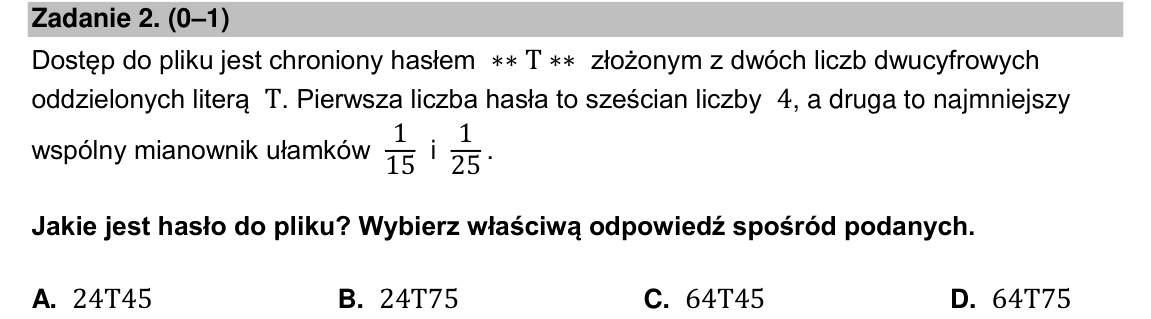 Zadanie 2. (0–1)
Dostęp do pliku jest chroniony hasłem ** T ** złożonym z dwóch liczb dwucyfrowych
oddzielonych literą T. Pierwsza liczba hasła to sześcian liczby 4, a druga to najmniejszy
wspólny mianownik ułamków 1/15 i 1/25.
Jakie jest hasło do pliku? Wybierz właściwą odpowiedź spośród podanych.
A. 24T45 B. 24T75 C. 64T45 D. 64T75